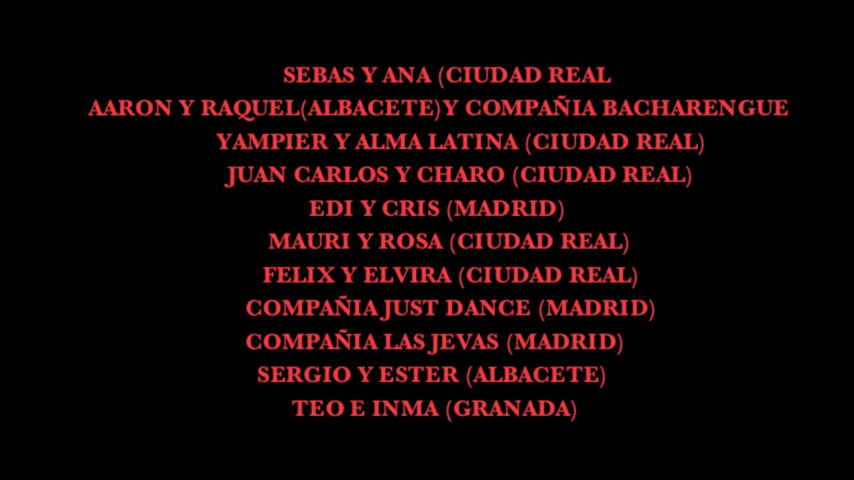 SEBAS Y ANA (CIUDAD REAL
AARON Y RAQUEL(ALBACETE)Y COMPAÑIA BACHARENGUE
YAMPIER Y ALMA LATINA (CIUDAD REAL)
JUAN CARLOS Y CHARO (CIUDAD REAL)
EDI Y CRIS (MADRID)
MAURI Y ROSA (CIUDAD REAL)
FELIX Y ELVIRA (CIUDAD REAL)
COMPAÑIA JUST DANCE (MADRID)
COMPAÑIA LAS JEVAS (MADRID)
SERGIO Y ESTER (ALBACETE)
TEO E INMA (GRANADA)